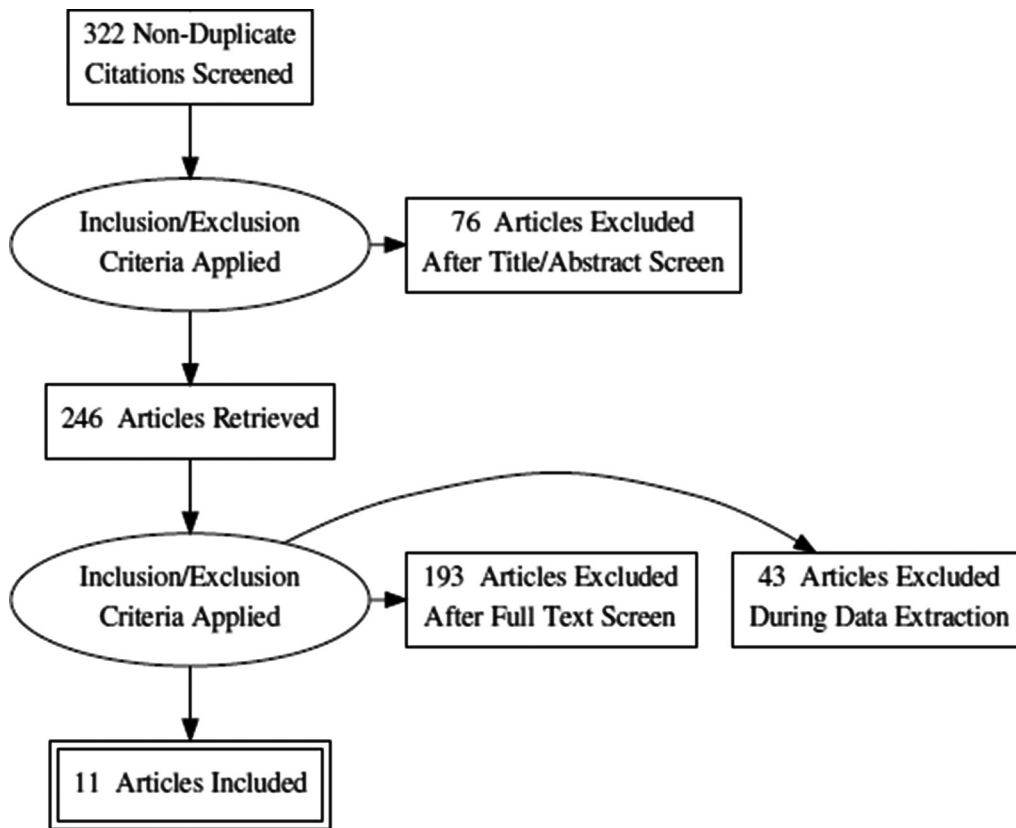 322 Non-Duplicate
Citations Screened
Inclusion/Exclusion
Criteria Applied
76 Articles Excluded
After Title/Abstract Screen
246 Articles Retrieved
Inclusion/Exclusion
Criteria Applied
193 Articles Excluded
After Full Text Screen
43 Articles Excluded
During Data Extraction
11 Articles Included